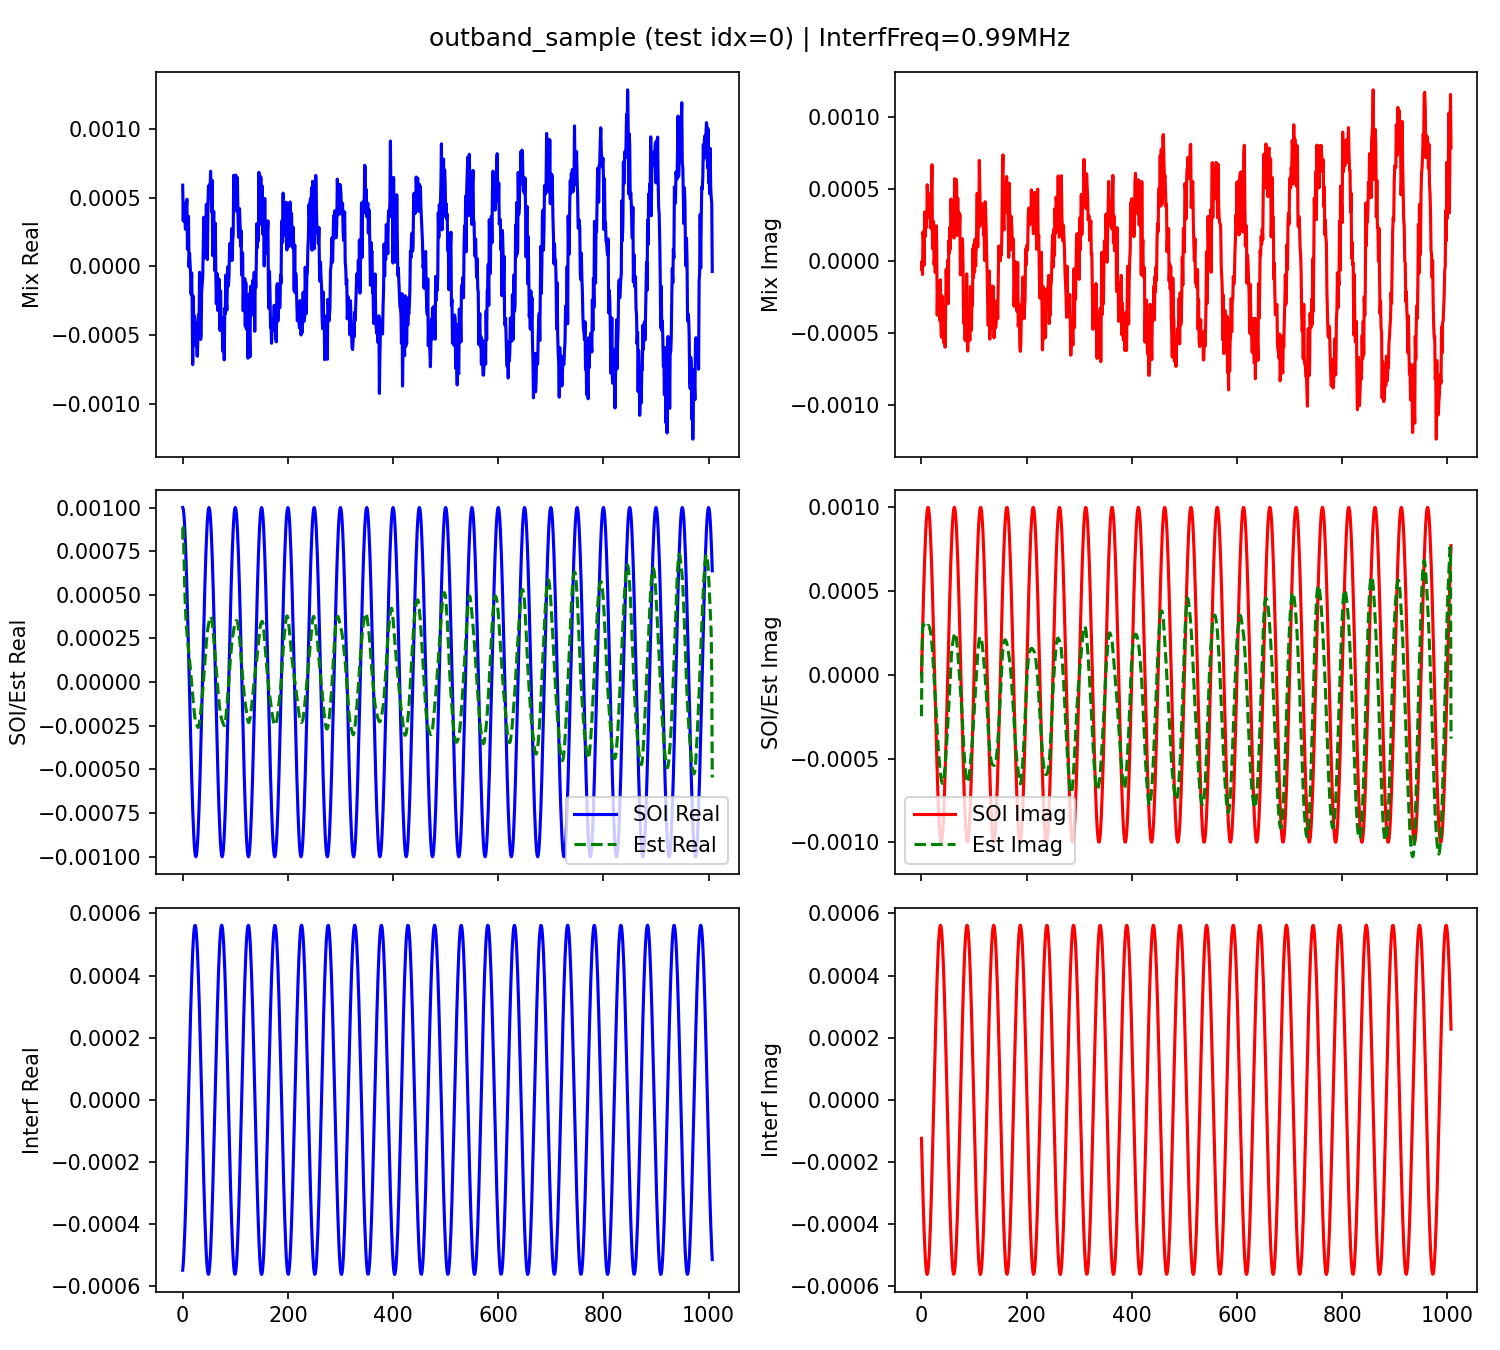 outband_sample (test idx=0) | InterfFreq=0.99MHz
Mix Real
0.0010
0.0005
0.0000
−0.0005
−0.0010
Mix Imag
0.0010
0.0005
0.0000
−0.0005
−0.0010
SOI/Est Real
0.00100
0.00075
0.00050
0.00025
0.00000
−0.00025
−0.00050
−0.00075
−0.00100
SOI Real
Est Real
SOI/Est Imag
0.0010
0.0005
0.0000
−0.0005
−0.0010
SOI Imag
Est Imag
Interf Real
0.0006
0.0004
0.0002
0.0000
−0.0002
−0.0004
−0.0006
0 200 400 600 800 1000
Interf Imag
0.0006
0.0004
0.0002
0.0000
−0.0002
−0.0004
−0.0006
0 200 400 600 800 1000